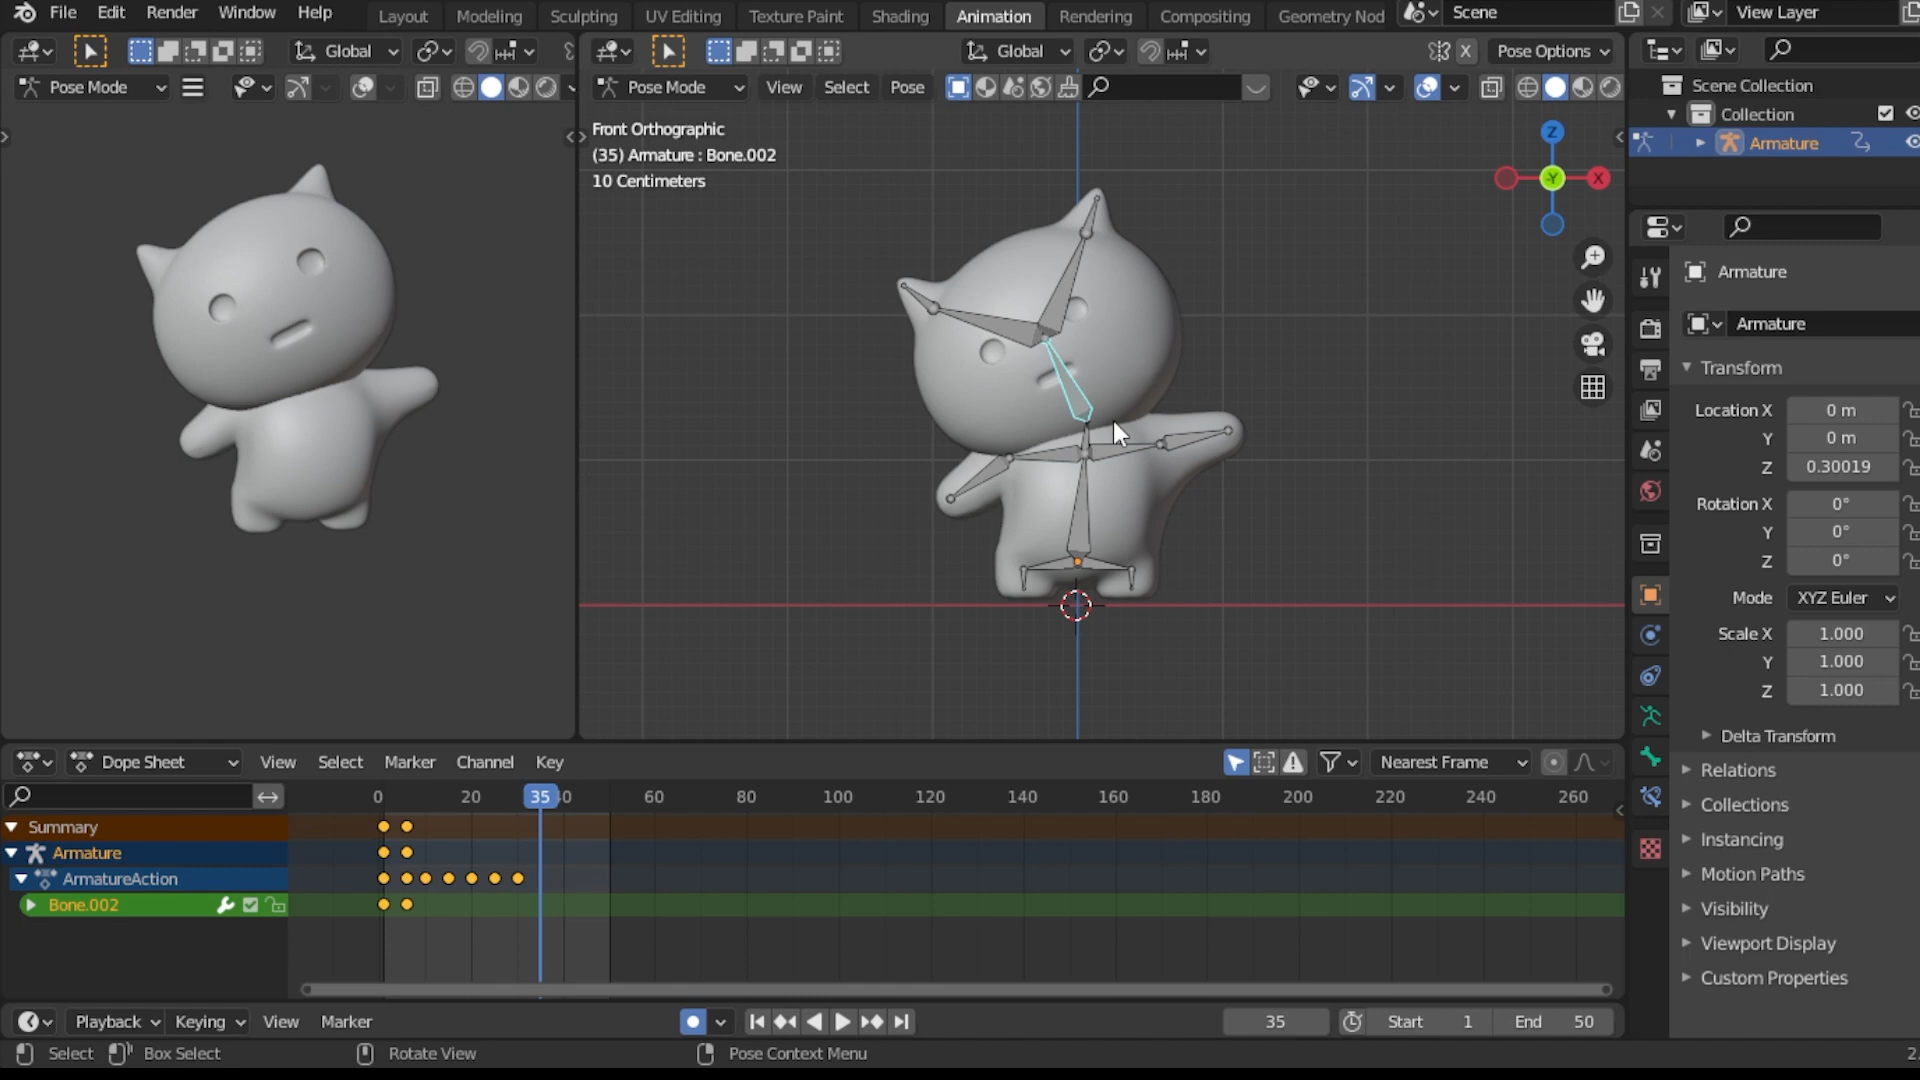 File Edit Render Window Help Layout Modeling Sculpting UV Editing Texture Paint Shading Animation Rendering Compositing Geometry Nod Scene View Layer
Global Global X Pose Options
Pose Mode Pose Mode View Select Pose
Scene Collection
Collection
Armature
Front Orthographic
(35) Armature : Bone.002
10 Centimeters
Z
-Y
X
Armature
Armature
Transform
Location X 0 m
Y 0 m
Z 0.30019
Rotation X 0°
Y 0°
Z 0°
Mode XYZ Euler
Scale X 1.000
Y 1.000
Z 1.000
Delta Transform
Relations
Collections
Instancing
Motion Paths
Visibility
Viewport Display
Custom Properties
Dope Sheet View Select Marker Channel Key Nearest Frame
0 20 35 60 80 100 120 140 160 180 200 220 240 260
Summary
Armature
ArmatureAction
Bone.002
Playback Keying View Marker 35 Start 1 End 50
Select Box Select Rotate View Pose Context Menu 2.